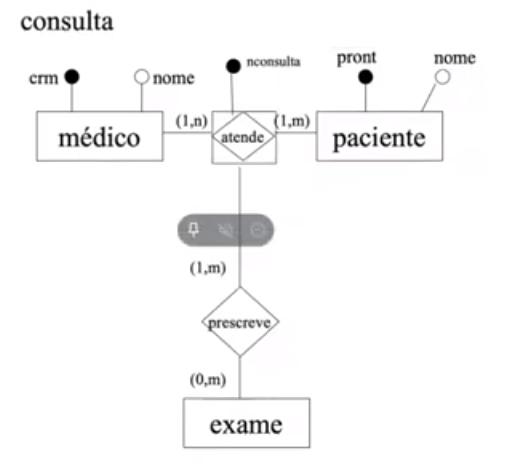 consulta
crm
nome
nconsulta
pront
nome
médico
(1,n)
atende
(1,m)
paciente
(1,m)
prescreve
(0,m)
exame